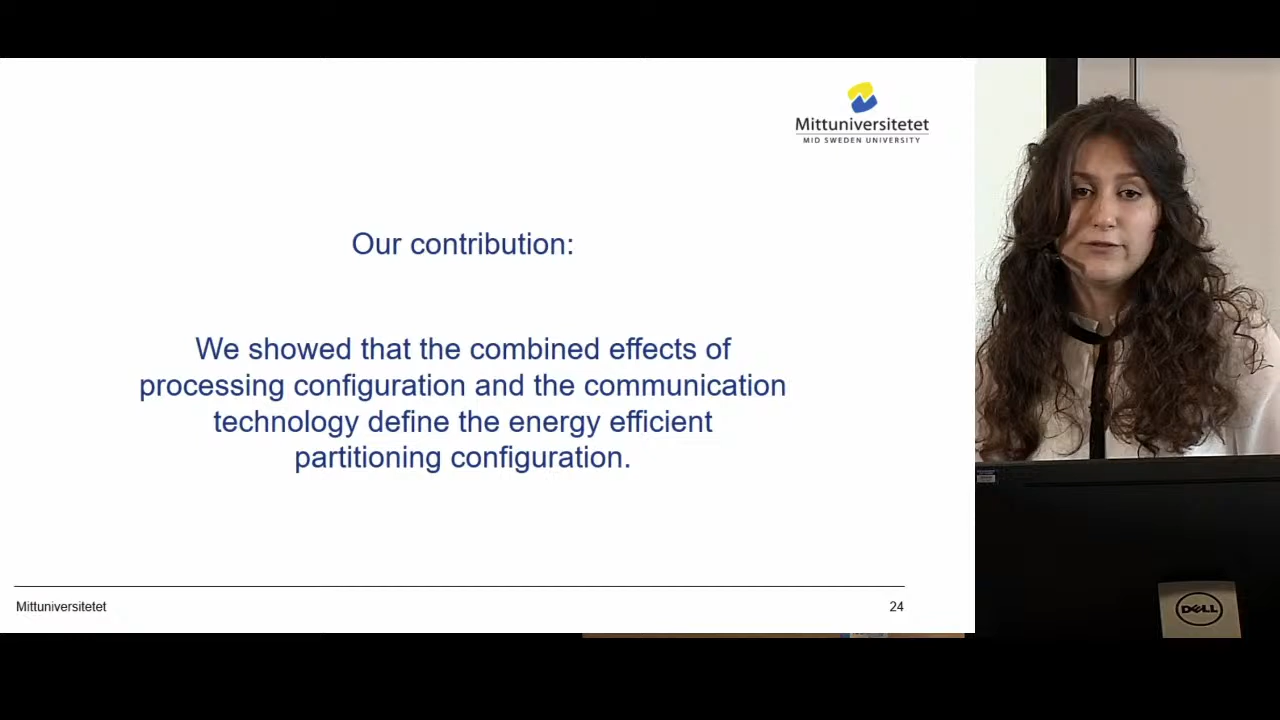 Mittuniversitetet
MID SWEDEN UNIVERSITY
Our contribution:
We showed that the combined effects of
processing configuration and the communication
technology define the energy efficient
partitioning configuration.
Mittuniversitetet
24
DELL